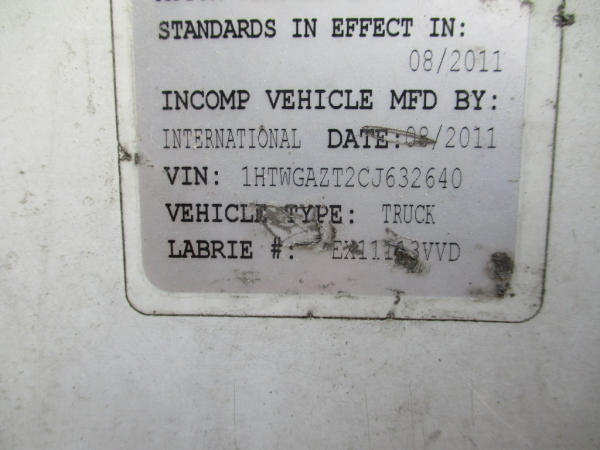 STANDARDS IN EFFECT IN:
08/2011
INCOMP VEHICLE MFD BY:
INTERNATIONAL DATE:08/2011
VIN: 1HTWGAZT2CJ632640
VEHICLE TYPE: TRUCK
LABRIE #: